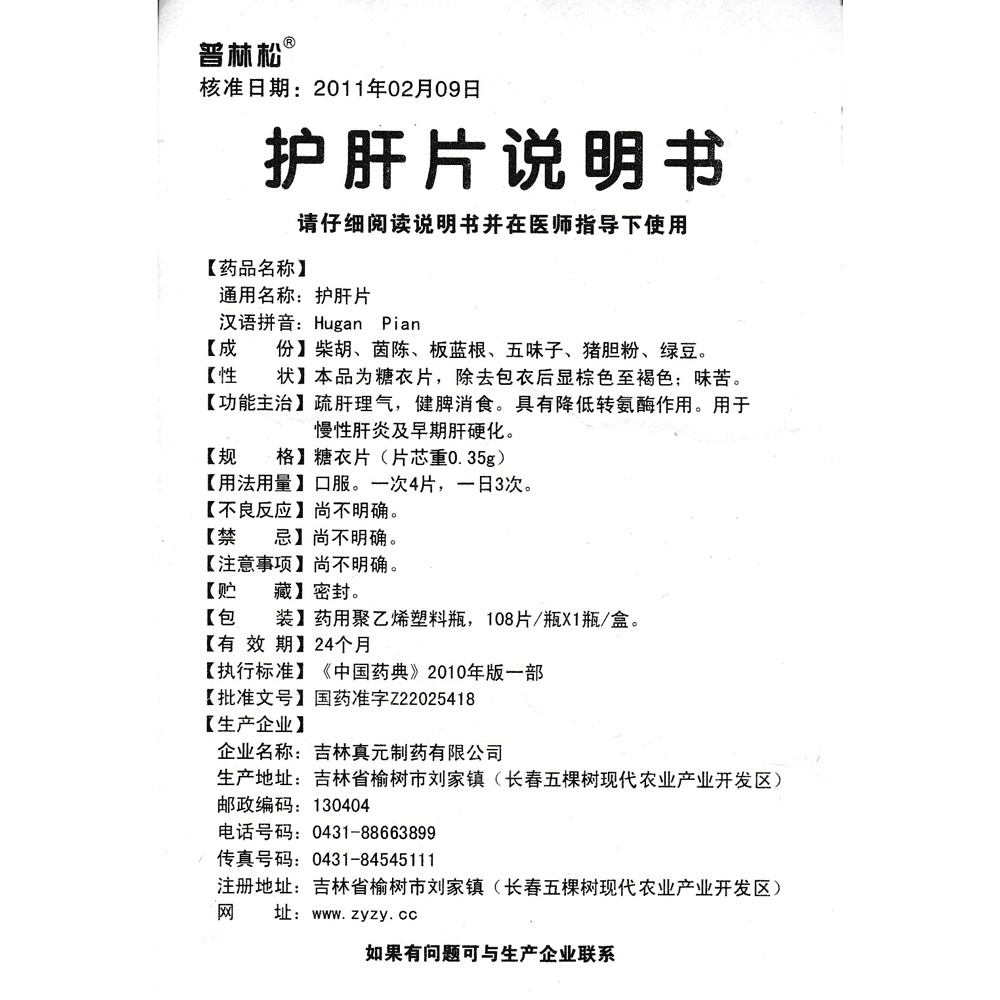 普林松®
核准日期：2011年02月09日
护肝片说明书
请仔细阅读说明书并在医师指导下使用
【药品名称】
通用名称：护肝片
汉语拼音：Hugan Pian
【成 份】柴胡、茵陈、板蓝根、五味子、猪胆粉、绿豆。
【性 状】本品为糖衣片，除去包衣后显棕色至褐色；味苦。
【功能主治】疏肝理气，健脾消食。具有降低转氨酶作用。用于
慢性肝炎及早期肝硬化。
【规 格】糖衣片（片芯重0.35g）
【用法用量】口服。一次4片，一日3次。
【不良反应】尚不明确。
【禁 忌】尚不明确。
【注意事项】尚不明确。
【贮 藏】密封。
【包 装】药用聚乙烯塑料瓶，108片/瓶X1瓶/盒。
【有 效 期】24个月
【执行标准】《中国药典》2010年版一部
【批准文号】国药准字Z22025418
【生产企业】
企业名称：吉林真元制药有限公司
生产地址：吉林省榆树市刘家镇（长春五棵树现代农业产业开发区）
邮政编码：130404
电话号码：0431-88663899
传真号码：0431-84545111
注册地址：吉林省榆树市刘家镇（长春五棵树现代农业产业开发区）
网 址：www.zyzy.cc
如果有问题可与生产企业联系